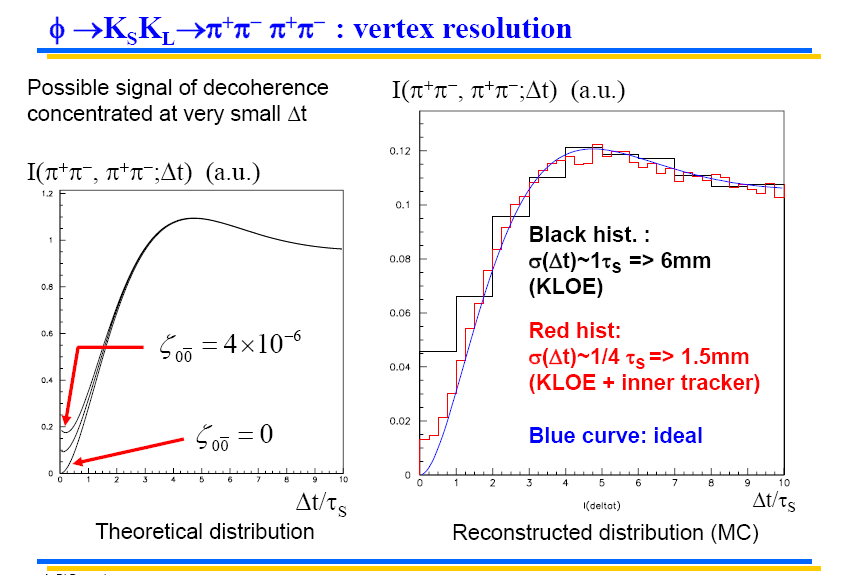 ϕ →KSKL→π+π− π+π− : vertex resolution
Possible signal of decoherence
concentrated at very small Δt
I(π+π−, π+π−;Δt) (a.u.)
1.2
1
0.8
0.6
0.4
0.2
0
0 1 2 3 4 5 6 7 8 9 10
ζ00̅ = 4×10−6
ζ00̅ = 0
Δt/τS
Theoretical distribution
I(π+π−, π+π−;Δt) (a.u.)
0.12
0.1
0.08
0.06
0.04
0.02
0
0 1 2 3 4 5 6 7 8 9 10
Black hist. :
σ(Δt)~1τS => 6mm
(KLOE)
Red hist:
σ(Δt)~1/4 τS => 1.5mm
(KLOE + inner tracker)
Blue curve: ideal
I(deltat)
Δt/τS
Reconstructed distribution (MC)